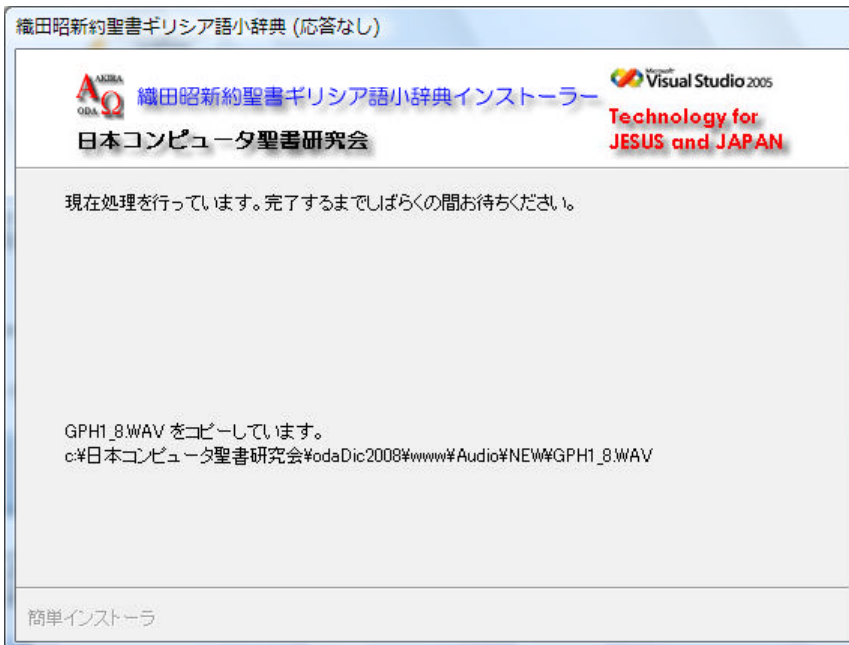 織田昭新約聖書ギリシア語小辞典 (応答なし)
AKIRA
ODA ΑΩ
織田昭新約聖書ギリシア語小辞典インストーラー
日本コンピュータ聖書研究会
Microsoft
Visual Studio 2005
Technology for
JESUS and JAPAN
現在処理を行っています。完了するまでしばらくの間お待ちください。
GPH1_8.WAV をコピーしています。
c:¥日本コンピュータ聖書研究会¥odaDic2008¥www¥Audio¥NEW¥GPH1_8.WAV
簡単インストーラ